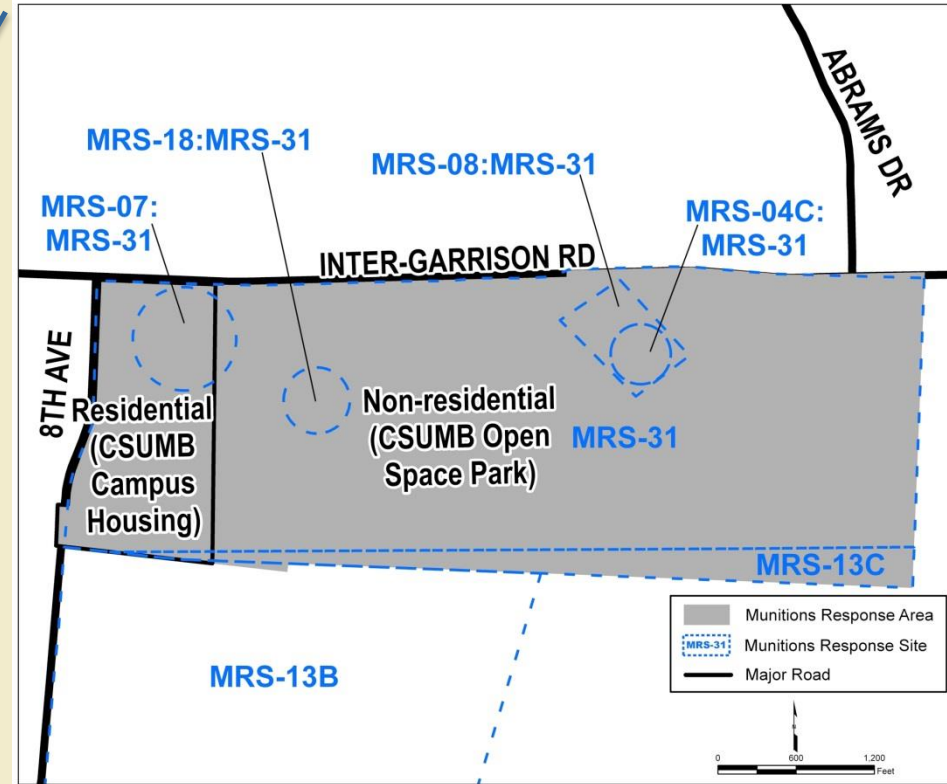 ABRAMS DR
MRS-18:MRS-31
MRS-08:MRS-31
MRS-07:
MRS-31
MRS-04C:
MRS-31
INTER-GARRISON RD
8TH AVE
Residential
(CSUMB
Campus
Housing)
Non-residential
(CSUMB Open
Space Park)
MRS-31
MRS-13C
MRS-13B
Munitions Response Area
MRS-31
Munitions Response Site
Major Road
N
0 600 1,200
Feet